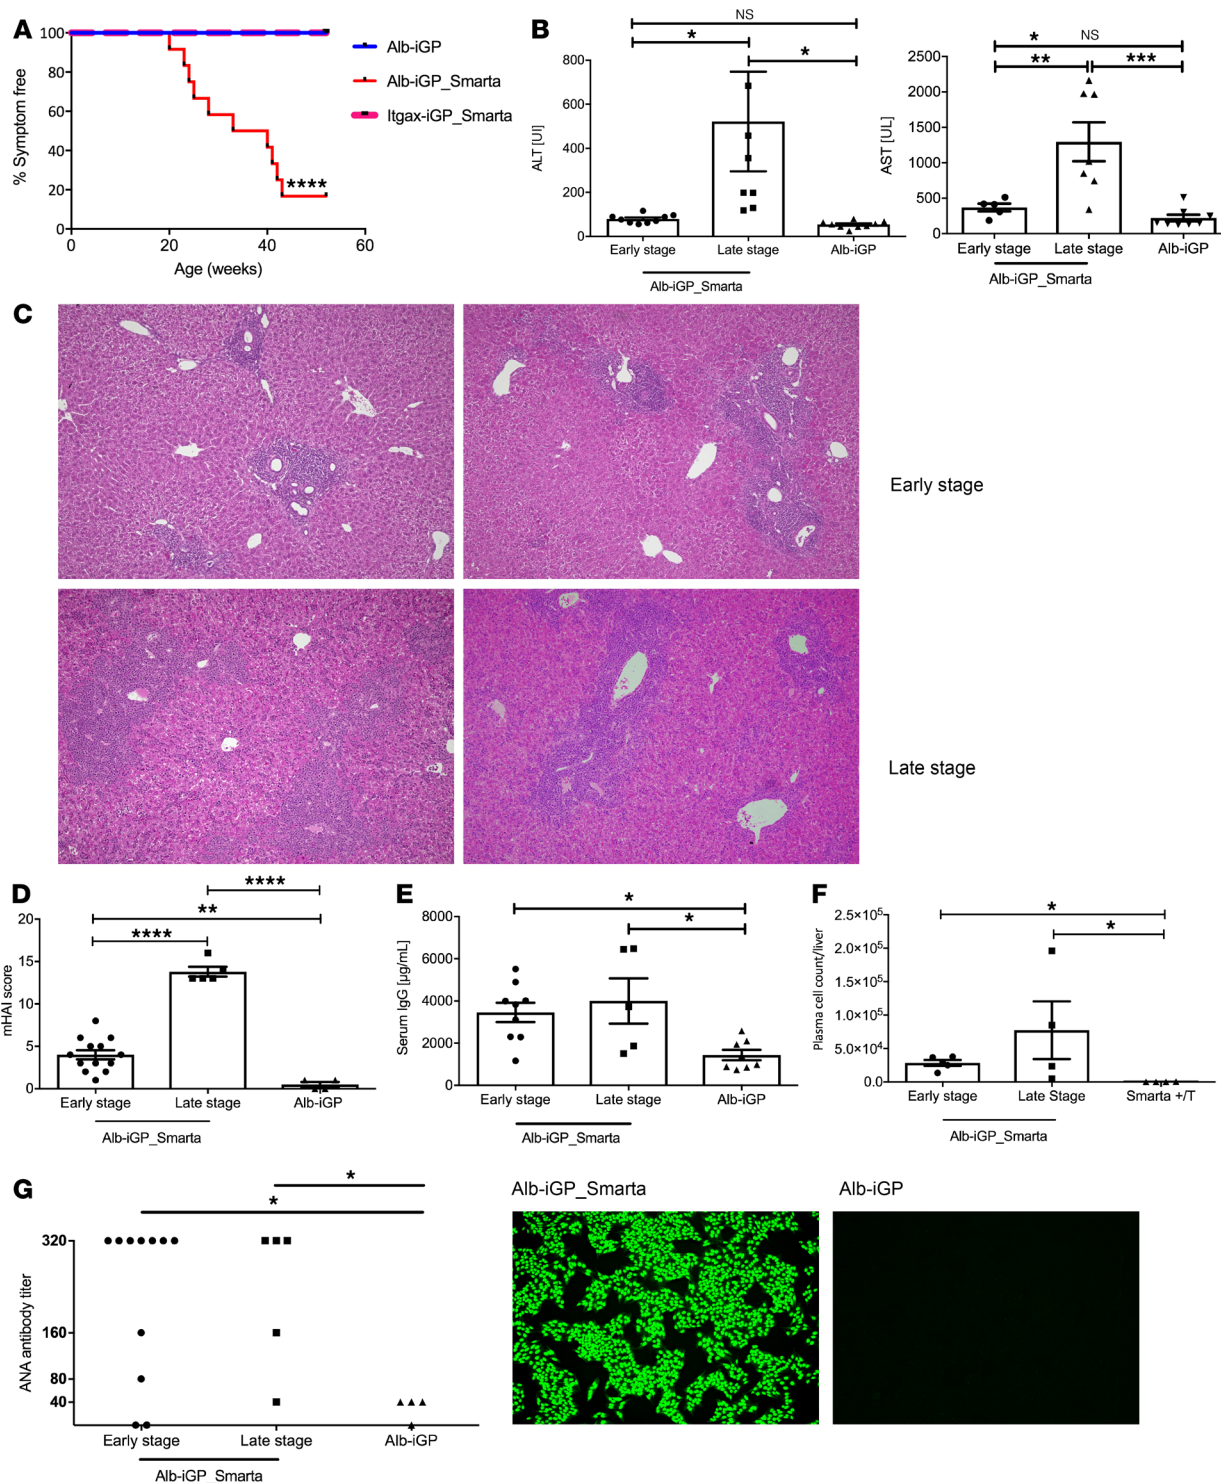 A
100
80
60
40
20
0
% Symptom free
0 20 40 60
Age (weeks)
****
Alb-iGP
Alb-iGP_Smarta
Itgax-iGP_Smarta
B
NS
*
*
800
600
400
200
0
ALT [UI]
Early stage Late stage Alb-iGP
Alb-iGP_Smarta
* NS
** ***
2500
2000
1500
1000
500
0
AST [UL]
Early stage Late stage Alb-iGP
Alb-iGP_Smarta
C
Early stage
Late stage
D
****
**
****
20
15
10
5
0
mHAI score
Early stage Late stage Alb-iGP
Alb-iGP_Smarta
E
*
*
8000
6000
4000
2000
0
Serum IgG [µg/mL]
Early stage Late stage Alb-iGP
Alb-iGP_Smarta
F
*
*
2.5×10⁵
2.0×10⁵
1.5×10⁵
1.0×10⁵
5.0×10⁴
0.0
Plasma cell count/liver
Early stage Late Stage Smarta +/T
Alb-iGP_Smarta
G
*
*
320
160
80
40
ANA antibody titer
Early stage Late stage Alb-iGP
Alb-iGP_Smarta
Alb-iGP_Smarta Alb-iGP